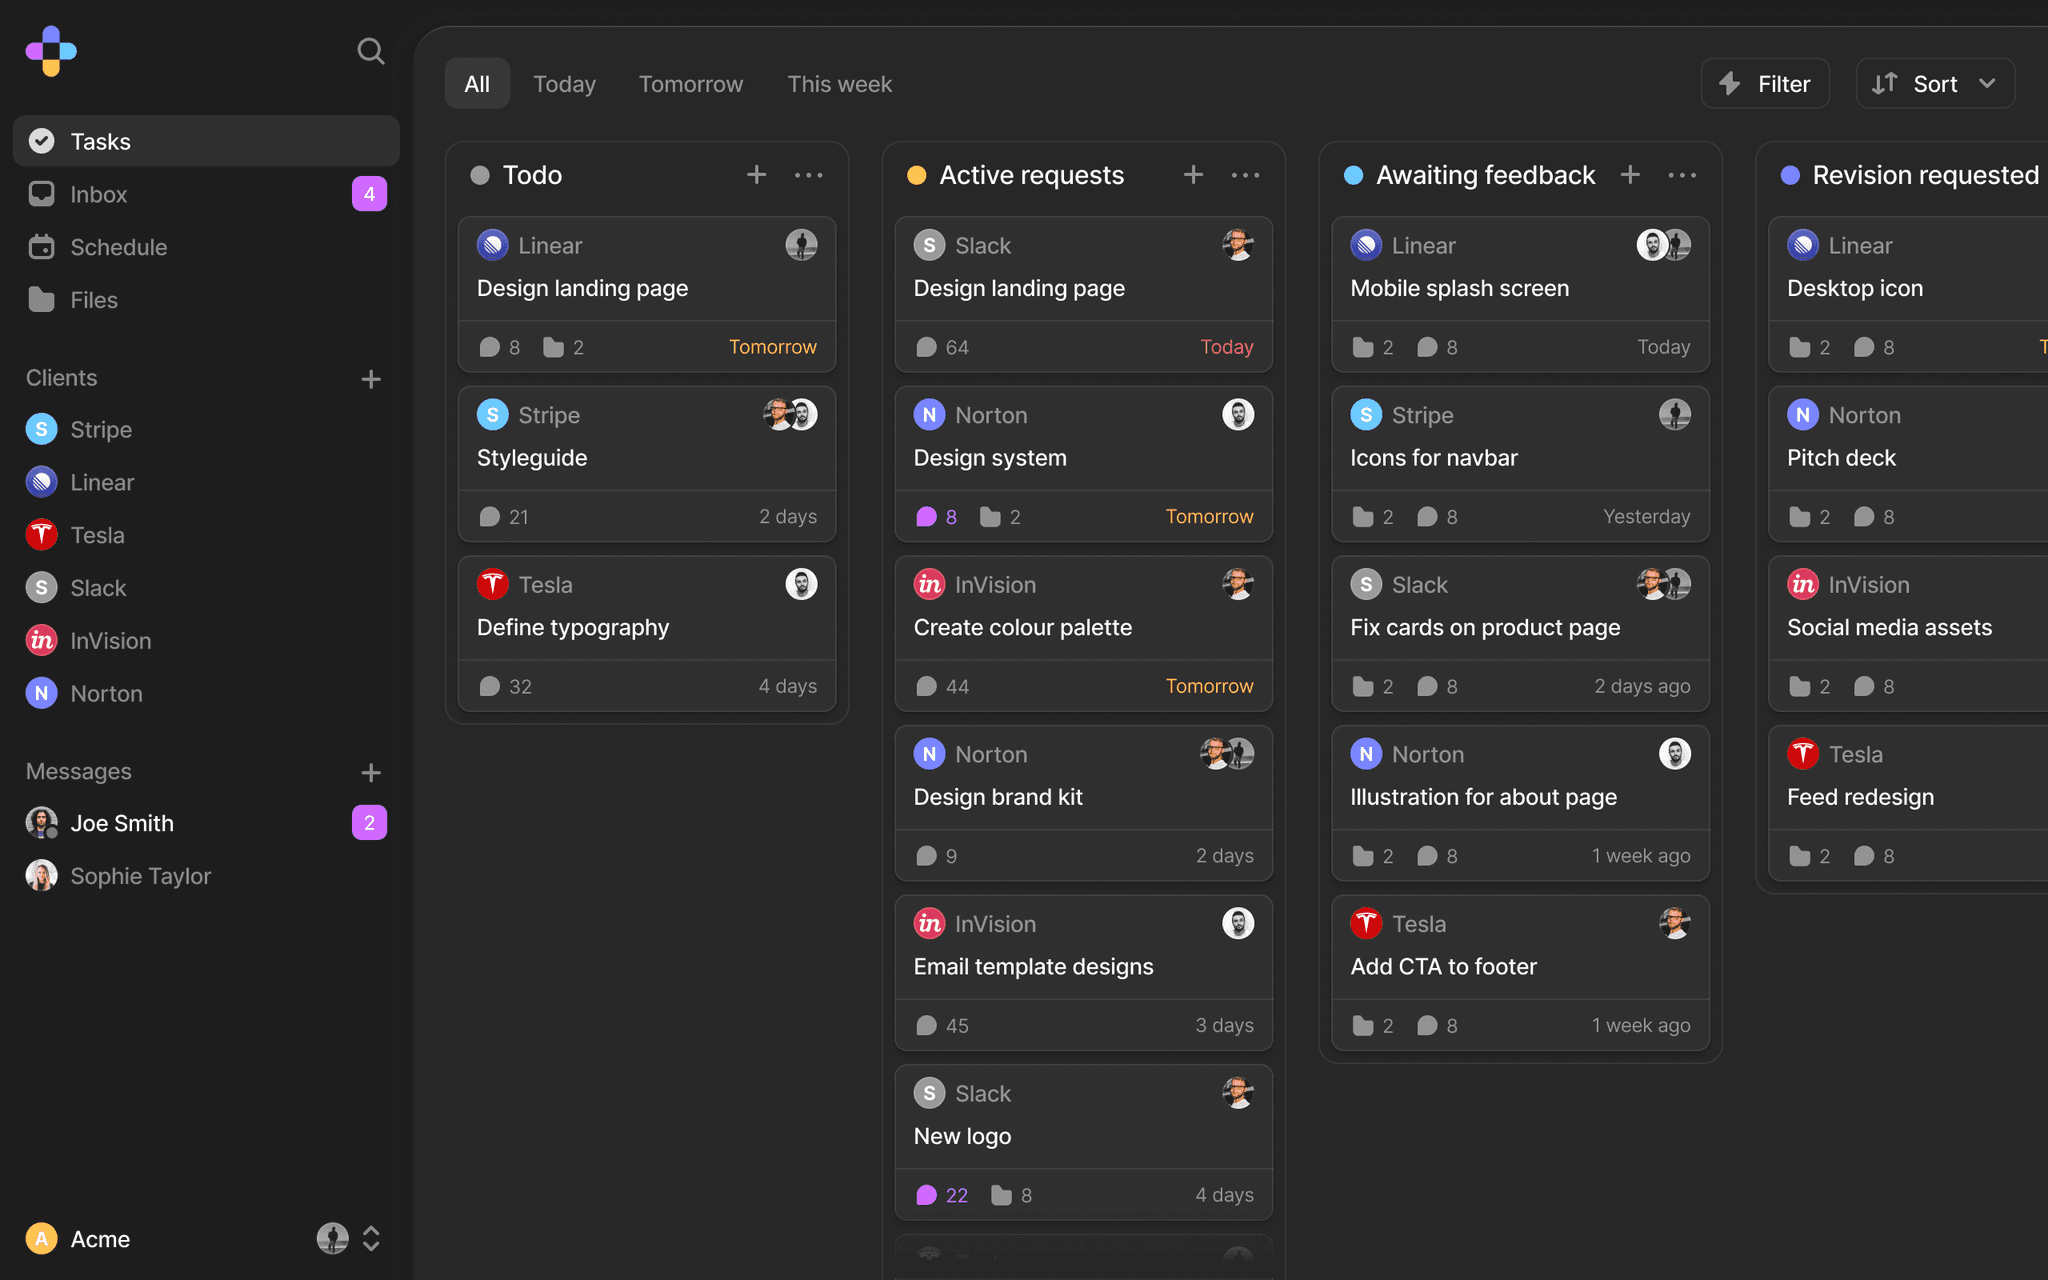 All
Today
Tomorrow
This week
Filter
Sort
Tasks
Inbox
4
Schedule
Files
Clients
S Stripe
Linear
Tesla
S Slack
in InVision
N Norton
Messages
Joe Smith
2
Sophie Taylor
A Acme
Todo
Linear
Design landing page
8 2 Tomorrow
S Stripe
Styleguide
21 2 days
Tesla
Define typography
32 4 days
Active requests
S Slack
Design landing page
64 Today
N Norton
Design system
8 2 Tomorrow
in InVision
Create colour palette
44 Tomorrow
N Norton
Design brand kit
9 2 days
in InVision
Email template designs
45 3 days
S Slack
New logo
22 8 4 days
Awaiting feedback
Linear
Mobile splash screen
2 8 Today
S Stripe
Icons for navbar
2 8 Yesterday
S Slack
Fix cards on product page
2 8 2 days ago
N Norton
Illustration for about page
2 8 1 week ago
Tesla
Add CTA to footer
2 8 1 week ago
Revision requested
Linear
Desktop icon
2 8
N Norton
Pitch deck
2 8
in InVision
Social media assets
2 8
Tesla
Feed redesign
2 8